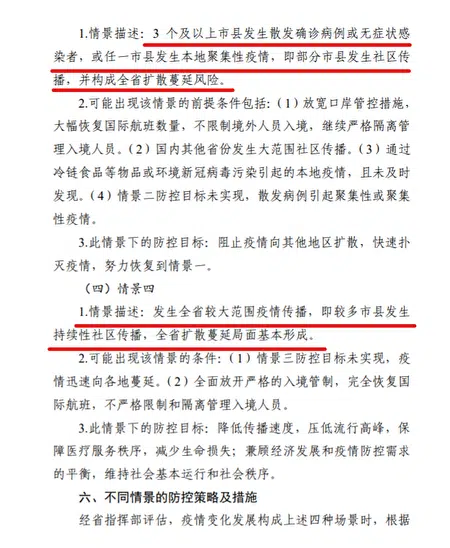 1.情景描述：3 个及以上市县发生散发确诊病例或无症状感
染者，或任一市县发生本地聚集性疫情，即部分市县发生社区传
播，并构成全省扩散蔓延风险。
2.可能出现该情景的前提条件包括：（1）放宽口岸管控措施，
大幅恢复国际航班数量，不限制境外人员入境，继续严格隔离管
理入境人员。（2）国内其他省份发生大范围社区传播。（3）通过
冷链食品等物品或环境新冠病毒污染引起的本地疫情，且未及时
发现。（4）情景二防控目标未实现，散发病例引起聚集性或聚集
性疫情。
3.此情景下的防控目标：阻止疫情向其他地区扩散，快速扑
灭疫情，努力恢复到情景一。
（四）情景四
1.情景描述：发生全省较大范围疫情传播，即较多市县发生
持续性社区传播，全省扩散蔓延局面基本形成。
2.可能出现该情景的条件：（1）情景三防控目标未实现，疫
情迅速向各地蔓延。（2）全面放开严格的入境管制，完全恢复国
际航班，不严格限制和隔离管理入境人员。
3.此情景下的防控目标：降低传播速度，压低流行高峰，保
障医疗服务秩序，减少生命损失；兼顾经济发展和疫情防控需求
的平衡，维持社会基本运行和社会秩序。
六、不同情景的防控策略及措施
经省指挥部评估，疫情变化发展构成上述四种场景时，根据